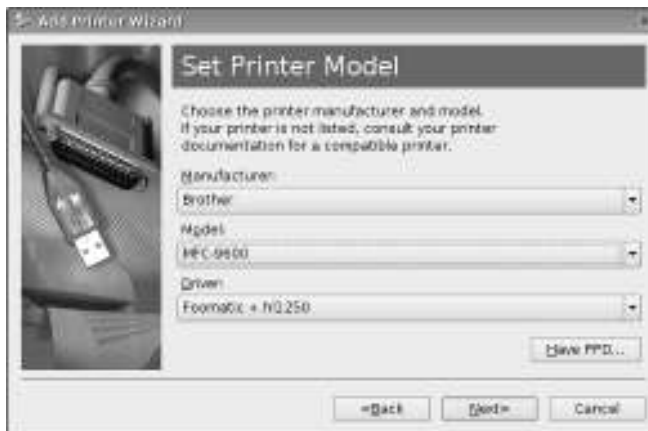 Add Printer Wizard
Set Printer Model
Choose the printer manufacturer and model.
If your printer is not listed, consult your printer
documentation for a compatible printer.
Manufacturer:
Brother
Model:
MFC-9600
Driver:
Foomatic + hl1250
Have PPD...
<Back Next> Cancel